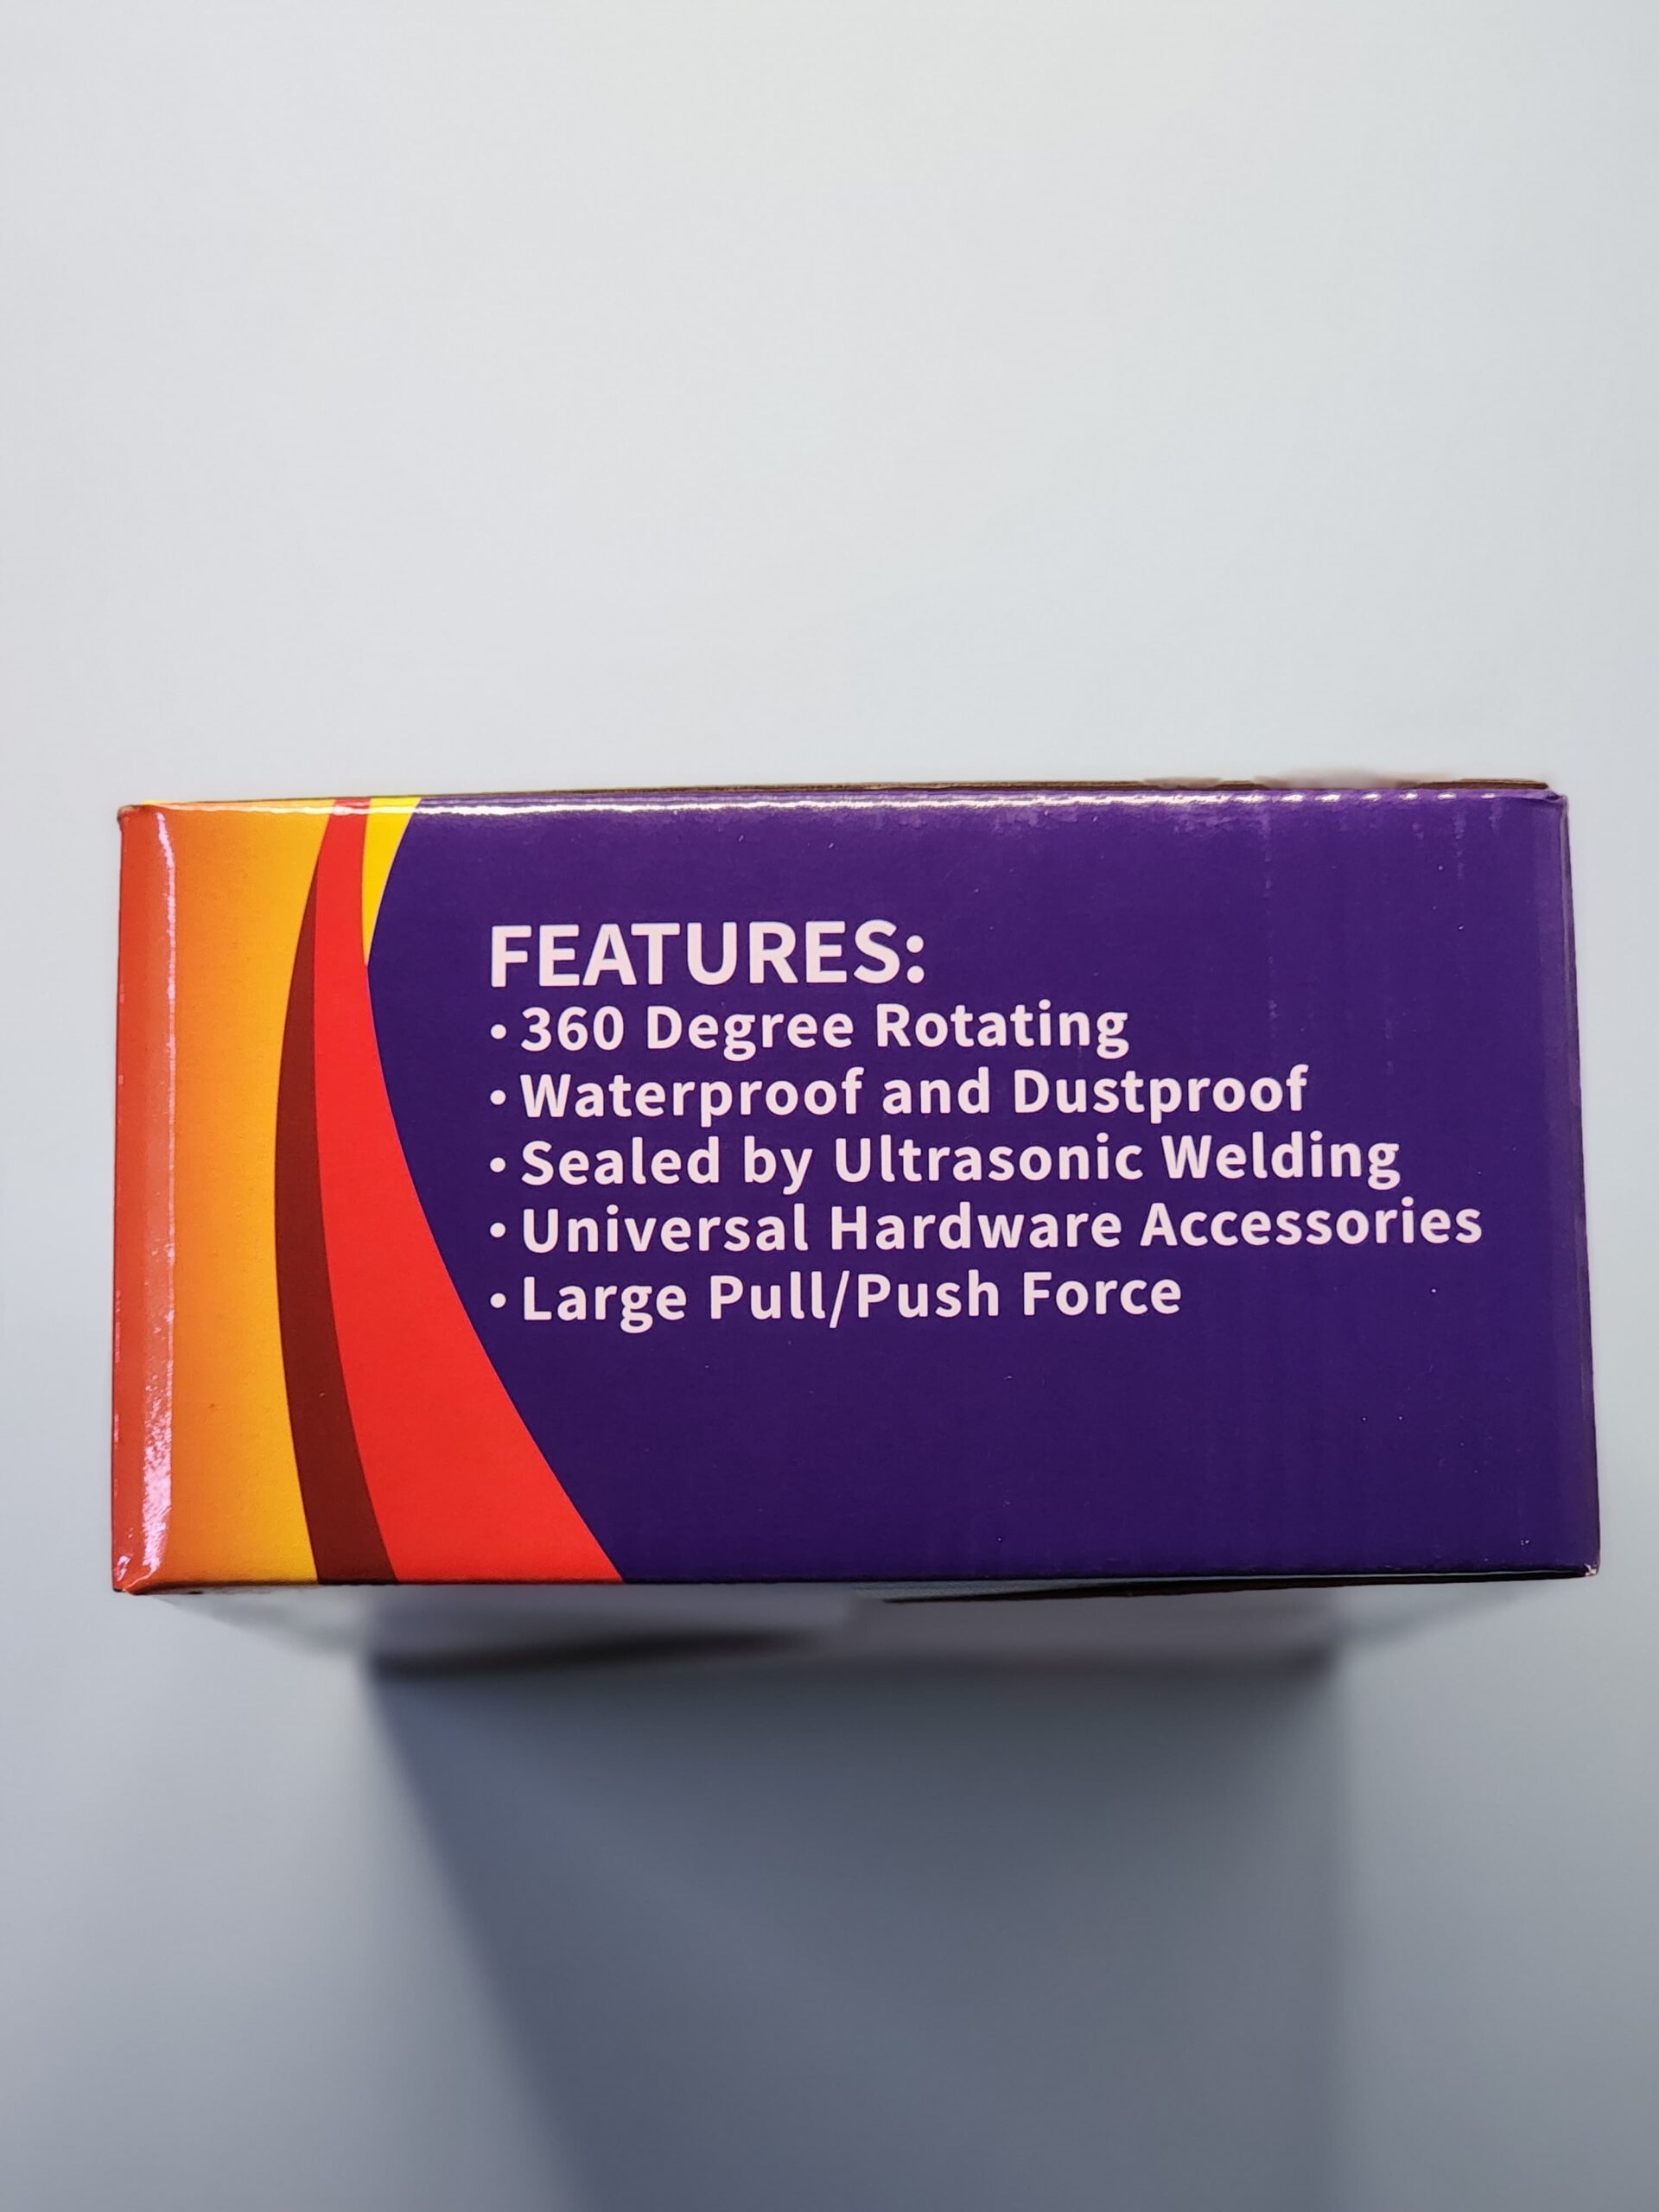 FEATURES:
• 360 Degree Rotating
• Waterproof and Dustproof
• Sealed by Ultrasonic Welding
• Universal Hardware Accessories
• Large Pull/Push Force